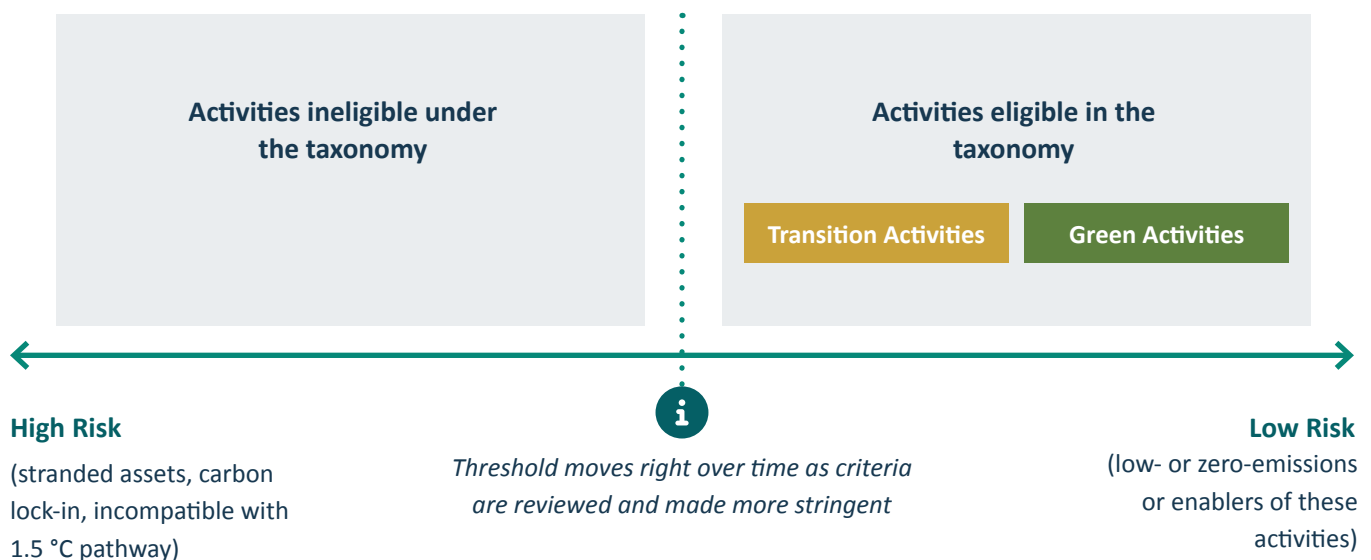 Activities ineligible under
the taxonomy
Activities eligible in the
taxonomy
Transition Activities
Green Activities
High Risk
(stranded assets, carbon
lock-in, incompatible with
1.5 °C pathway)
Threshold moves right over time as criteria
are reviewed and made more stringent
Low Risk
(low- or zero-emissions
or enablers of these
activities)